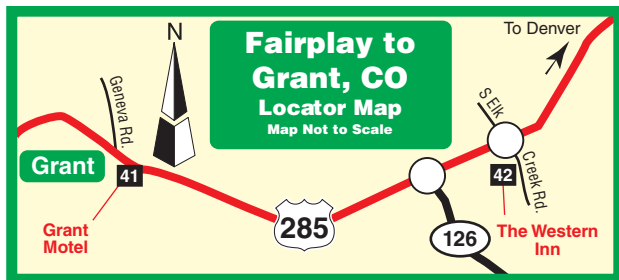 Fairplay to
Grant, CO
Locator Map
Map Not to Scale
N
To Denver
Geneva Rd.
S Elk
Creek Rd.
Grant
41
42
Grant
Motel
285
126
The Western
Inn